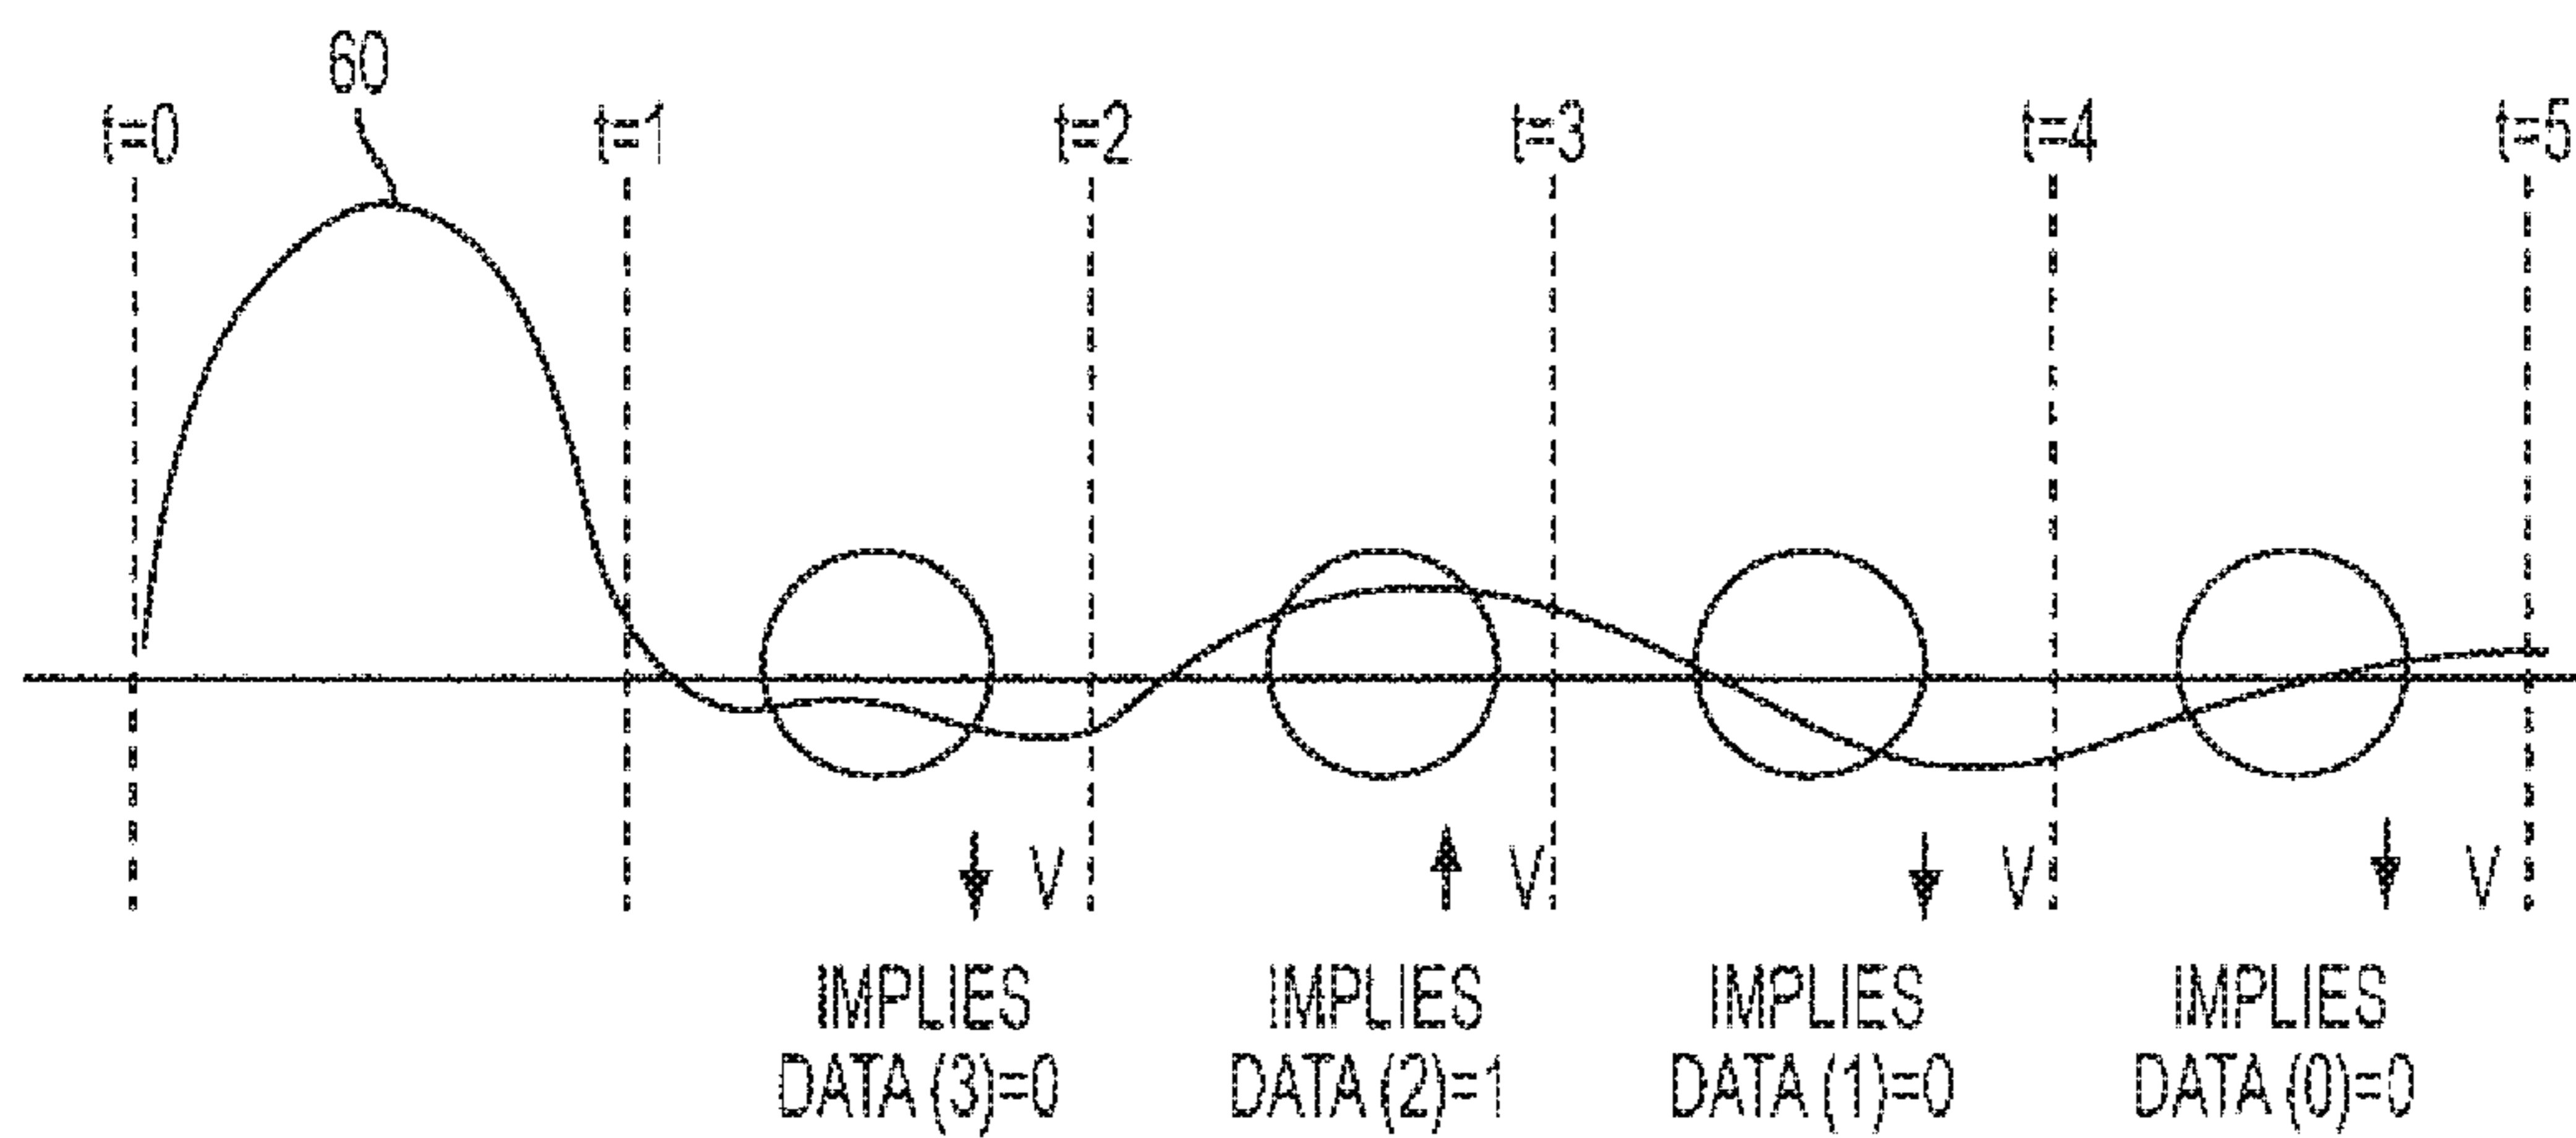 60
t=0 t=1 t=2 t=3 t=4 t=5
V V V V
IMPLIES IMPLIES IMPLIES IMPLIES
DATA (3)=0 DATA (2)=1 DATA (1)=0 DATA (0)=0